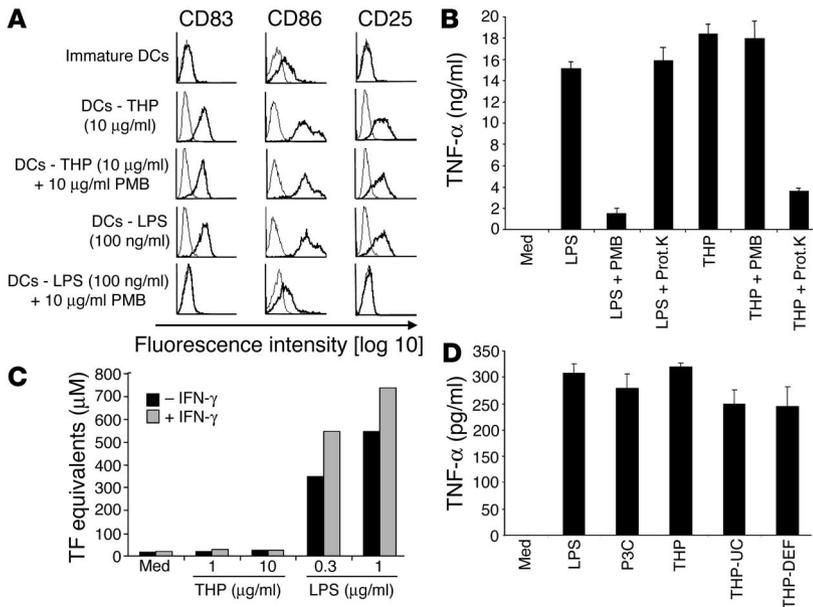 A
CD83 CD86 CD25
Immature DCs
DCs - THP
(10 μg/ml)
DCs - THP (10 μg/ml)
+ 10 μg/ml PMB
DCs - LPS
(100 ng/ml)
DCs - LPS (100 ng/ml)
+ 10 μg/ml PMB
Fluorescence intensity [log 10]
B
TNF-α (ng/ml)
20
18
16
14
12
10
8
6
4
2
0
Med
LPS
LPS + PMB
LPS + Prot.K
THP
THP + PMB
THP + Prot.K
C
TF equivalents (μM)
800
700
600
500
400
300
200
100
0
– IFN-γ
+ IFN-γ
Med 1 10 0.3 1
THP (μg/ml) LPS (μg/ml)
D
TNF-α (pg/ml)
350
300
250
200
150
100
50
0
Med
LPS
P3C
THP
THP-UC
THP-DEF